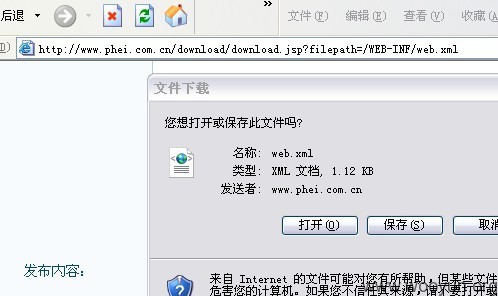 后退 » 文件(F) 编辑(E) 查看(V) 收藏(A
D) http://www.phei.com.cn/download/download.jsp?filepath=/WEB-INF/web.xml
文件下载
您想打开或保存此文件吗?
名称: web.xml
类型: XML 文档, 1.12 KB
发送者: www.phei.com.cn
打开(O) 保存(S) 取消
发布内容:
来自 Internet 的文件可能对您有所帮助,但某些文件
危害您的计算机。如果您不信任其来源,请不要打开或